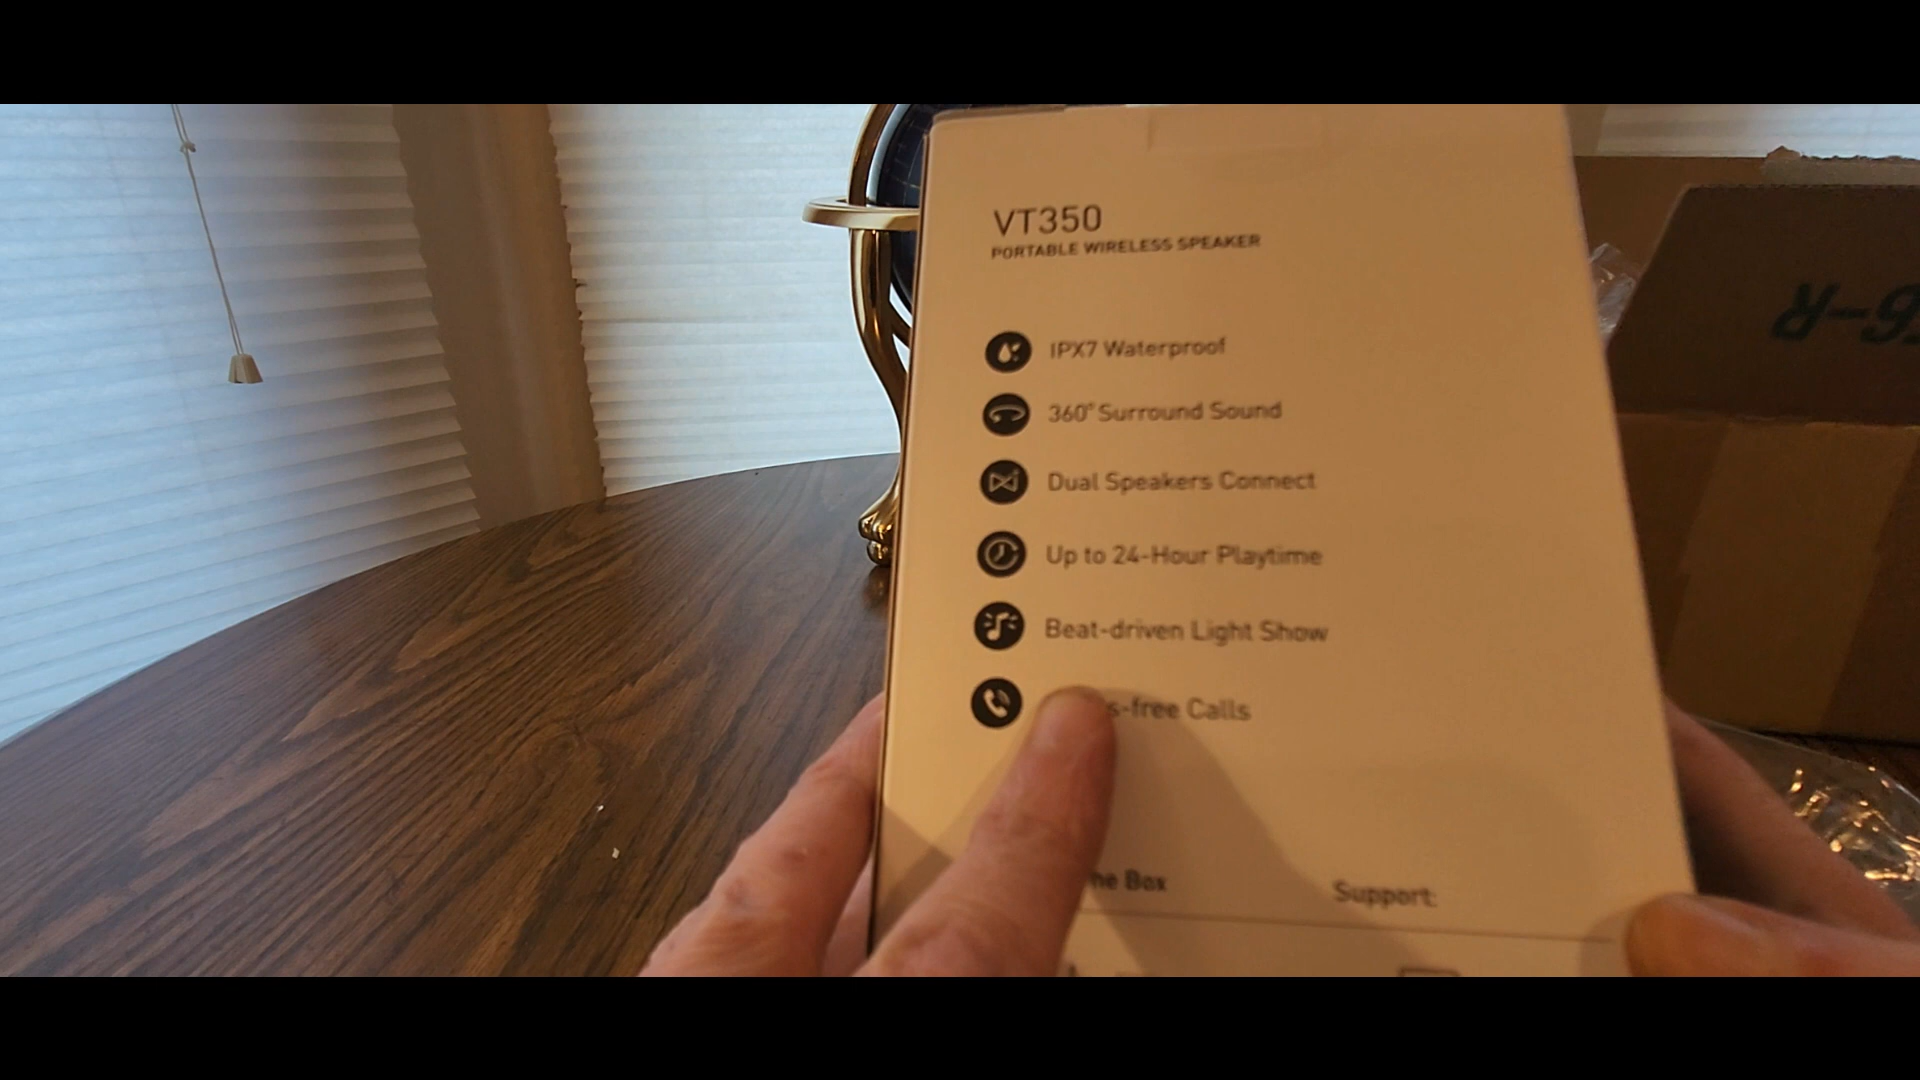 VT350
PORTABLE WIRELESS SPEAKER
IPX7 Waterproof
360° Surround Sound
Dual Speakers Connect
Up to 24-Hour Playtime
Beat-driven Light Show
s-free Calls
he Box
Support: